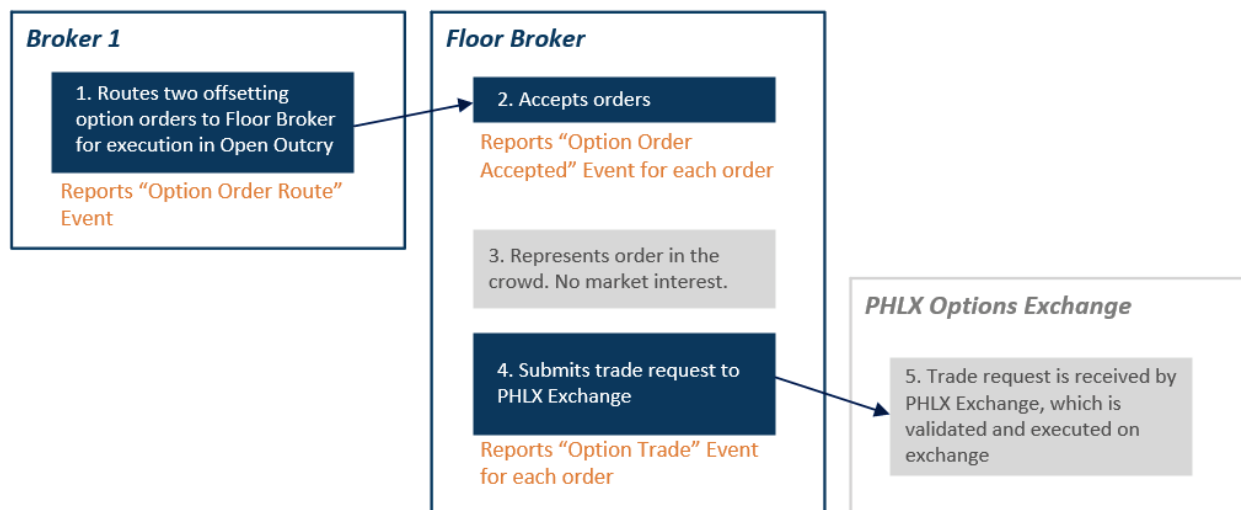 Broker 1
1. Routes two offsetting
option orders to Floor Broker
for execution in Open Outcry
Reports “Option Order Route”
Event
Floor Broker
2. Accepts orders
Reports “Option Order
Accepted” Event for each order
3. Represents order in the
crowd. No market interest.
4. Submits trade request to
PHLX Exchange
Reports “Option Trade” Event
for each order
PHLX Options Exchange
5. Trade request is received by
PHLX Exchange, which is
validated and executed on
exchange